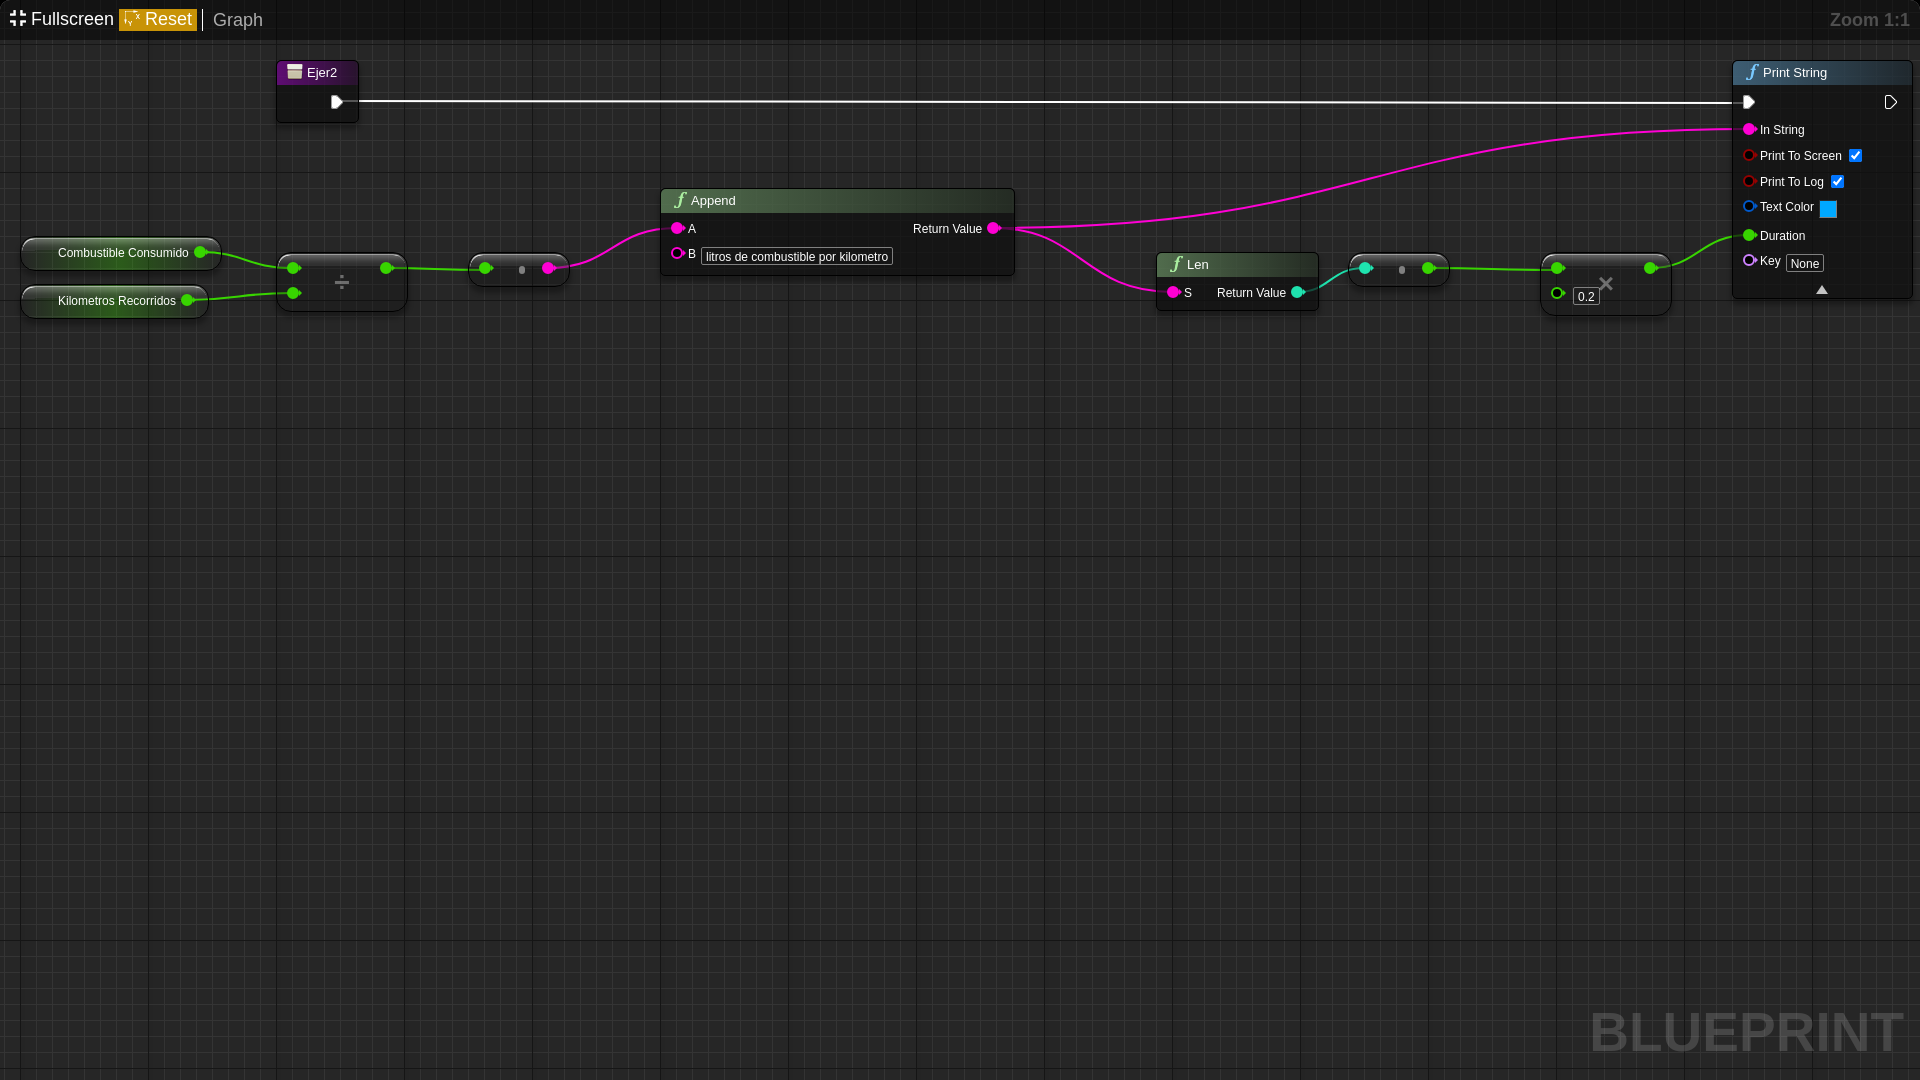 Fullscreen Reset Graph Zoom 1:1
Ejer2
Print String
In String
Print To Screen
Print To Log
Text Color
Duration
Key None
Append
A Return Value
B litros de combustible por kilometro
Combustible Consumido
Kilometros Recorridos
÷
Len
S Return Value
0.2 ×
BLUEPRINT